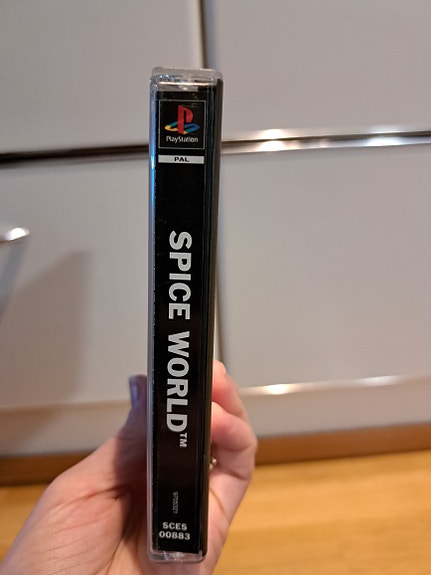 PlayStation
PAL
SPICE WORLD™
SCES
00883